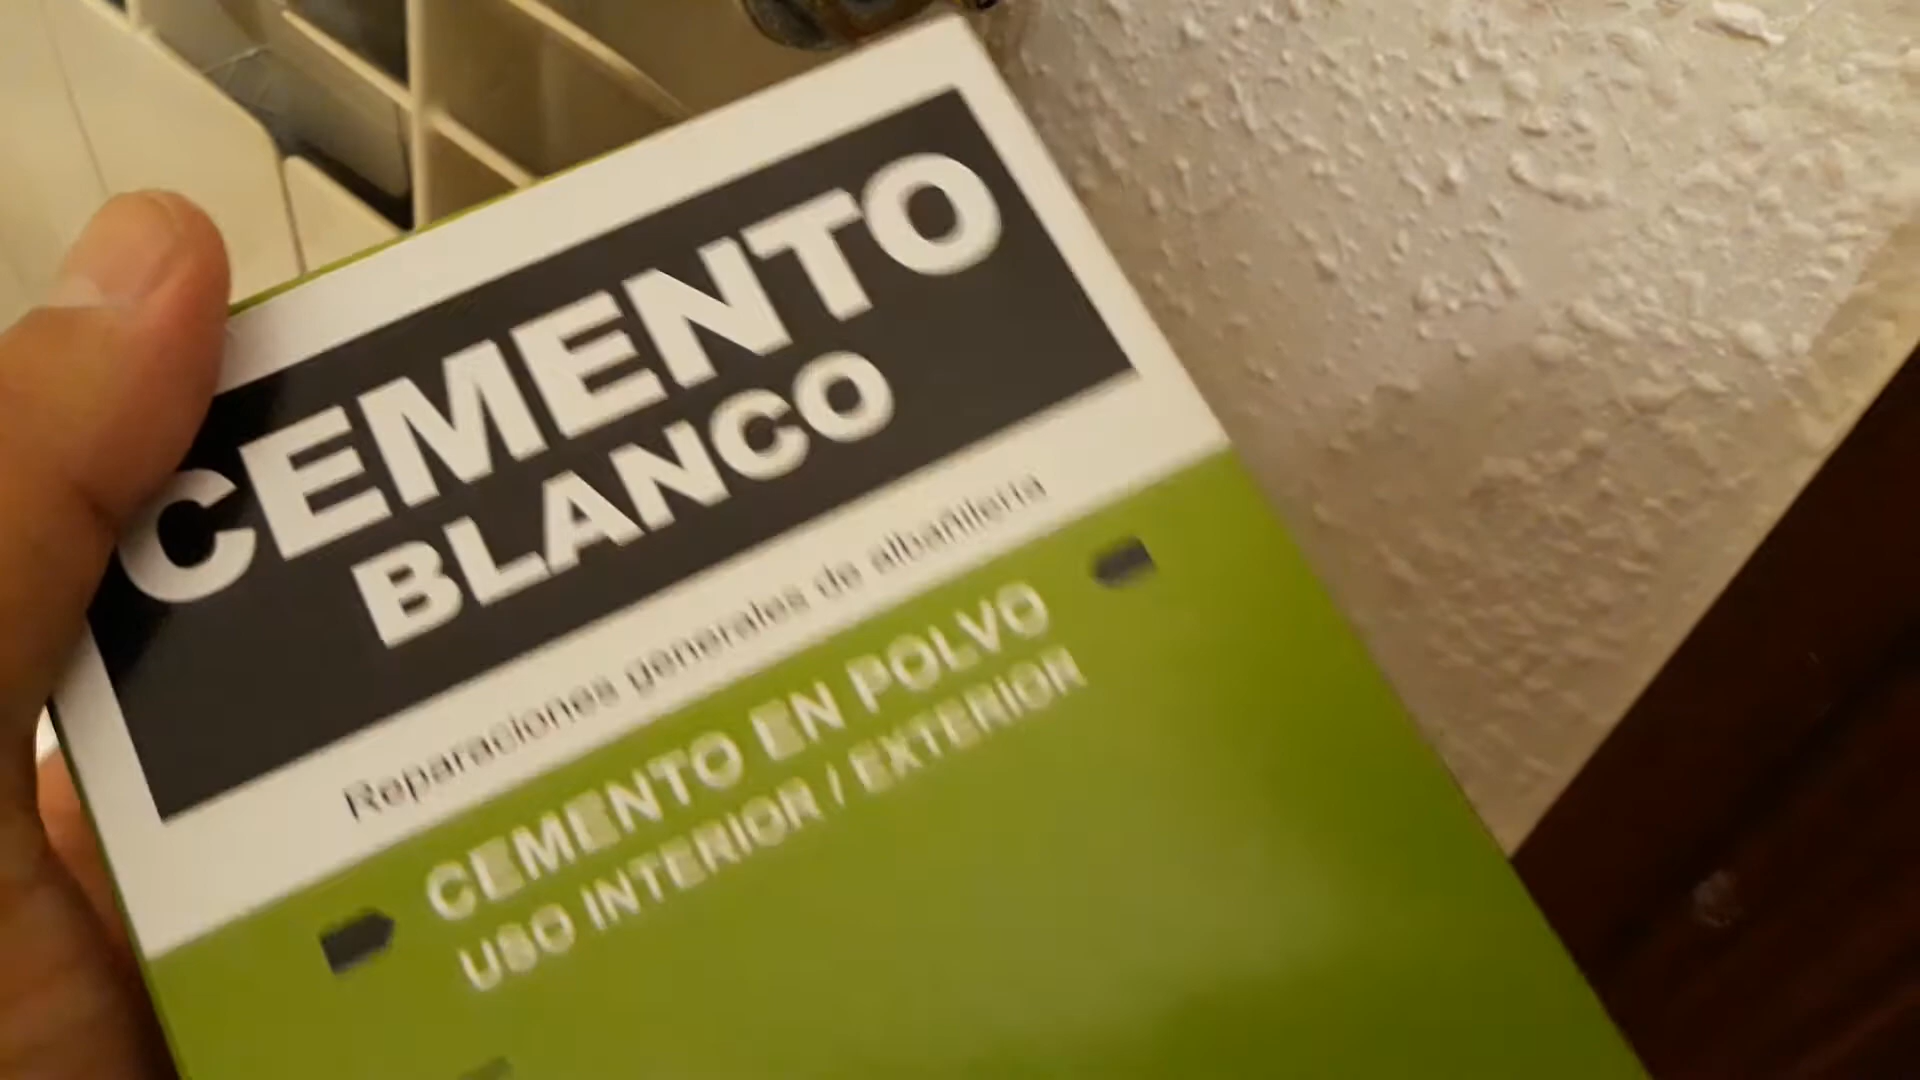 CEMENTO
BLANCO
Reparaciones generales de albañilería
CEMENTO EN POLVO
USO INTERIOR / EXTERIOR